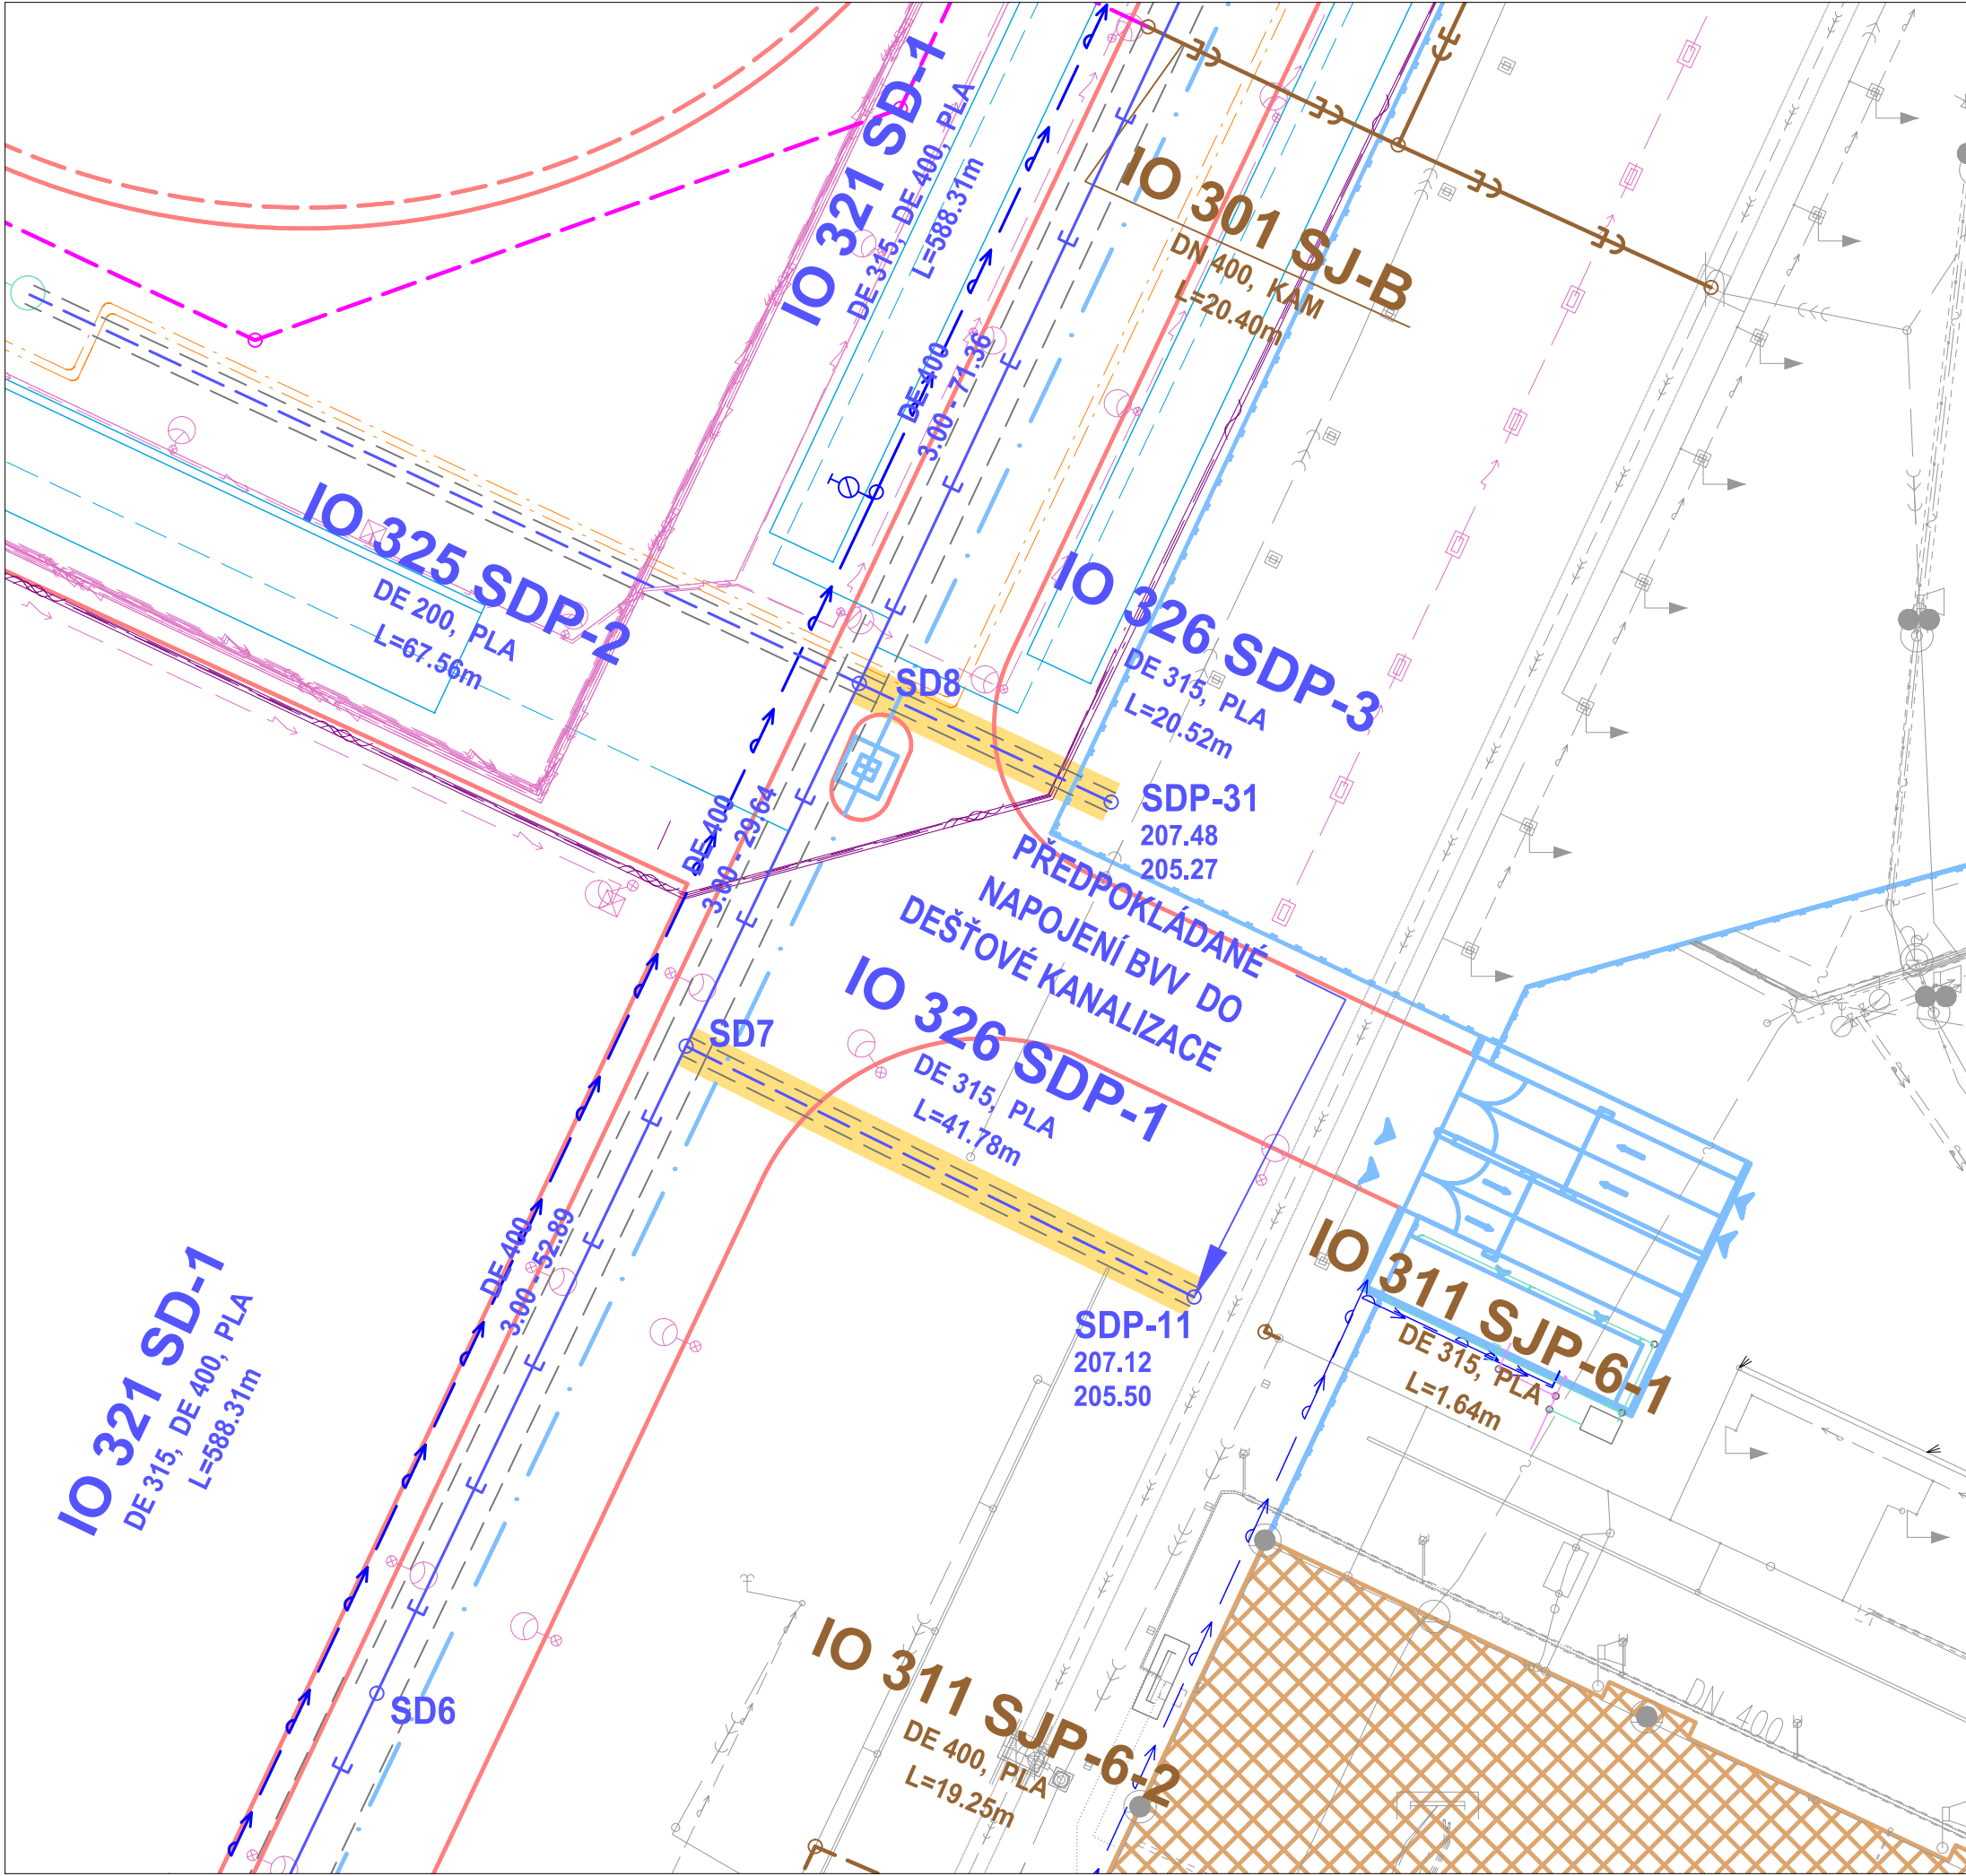 IO 321 SD-1
DE 315, DE 400, PLA
L=588.31m
IO 301 SJ-B
DN 400, KAM
L=20.40m
DE 400
3.00 - 71.36
IO 325 SDP-2
DE 200, PLA
L=67.56m
IO 326 SDP-3
DE 315, PLA
L=20.52m
SD8
SDP-31
207.48
205.27
DE 400
3.00 - 29.64
PŘEDPOKLÁDANÉ
NAPOJENÍ BVV DO
DEŠŤOVÉ KANALIZACE
SD7
IO 326 SDP-1
DE 315, PLA
L=41.78m
DE 400
3.00 - 52.89
SDP-11
207.12
205.50
IO 311 SJP-6-1
DE 315, PLA
L=1.64m
IO 321 SD-1
DE 315, DE 400, PLA
L=588.31m
SD6
IO 311 SJP-6-2
DE 400, PLA
L=19.25m
DN 400